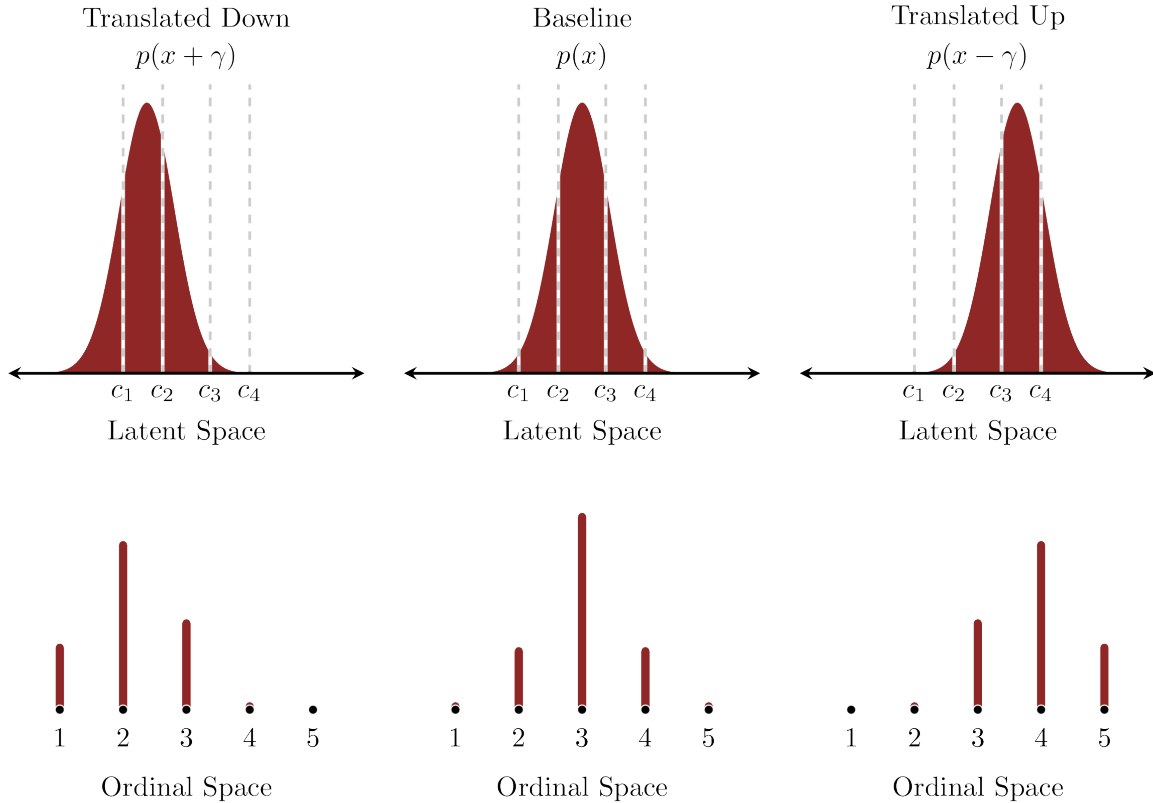 Translated Down
p(x + γ)
c₁ c₂ c₃ c₄
Latent Space
Baseline
p(x)
c₁ c₂ c₃ c₄
Latent Space
Translated Up
p(x − γ)
c₁ c₂ c₃ c₄
Latent Space
1 2 3 4 5
Ordinal Space
1 2 3 4 5
Ordinal Space
1 2 3 4 5
Ordinal Space